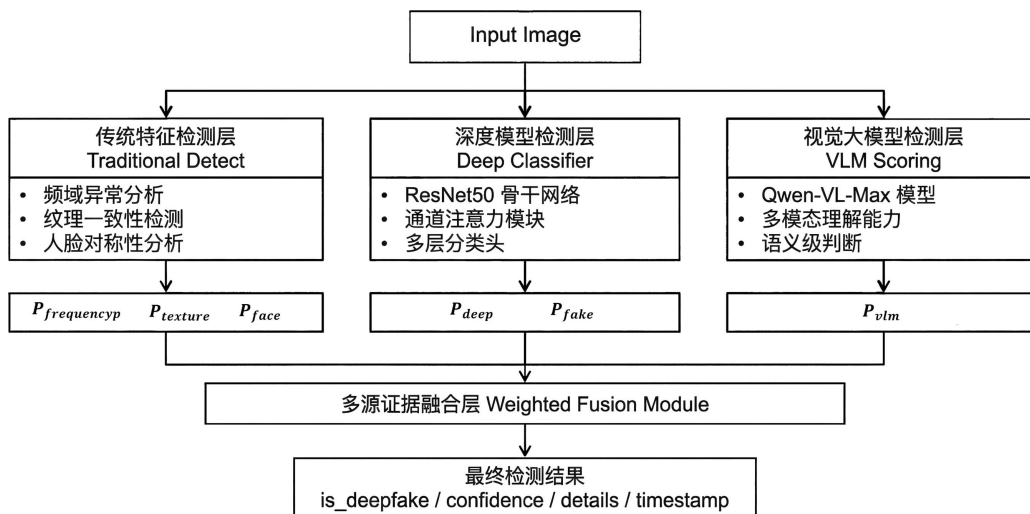 Input Image
传统特征检测层
Traditional Detect
• 频域异常分析
• 纹理一致性检测
• 人脸对称性分析
深度模型检测层
Deep Classifier
• ResNet50 骨干网络
• 通道注意力模块
• 多层分类头
视觉大模型检测层
VLM Scoring
• Qwen-VL-Max 模型
• 多模态理解能力
• 语义级判断
P_frequencyp P_texture P_face
P_deep P_fake
P_vlm
多源证据融合层 Weighted Fusion Module
最终检测结果
is_deepfake / confidence / details / timestamp